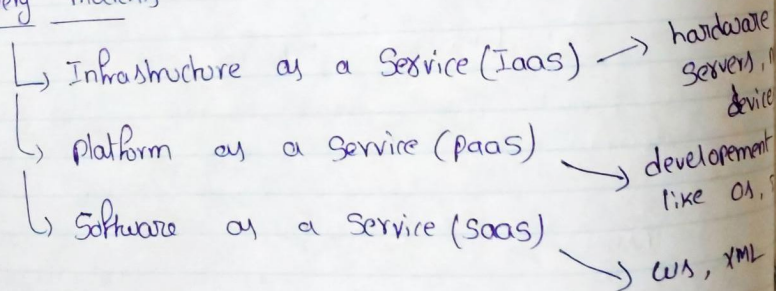 Infrastructure as a Service (Iaas) → hardware
servers,
device
platform as a Service (paas) → developement
like OS,
Software as a Service (saas) → WS, XML